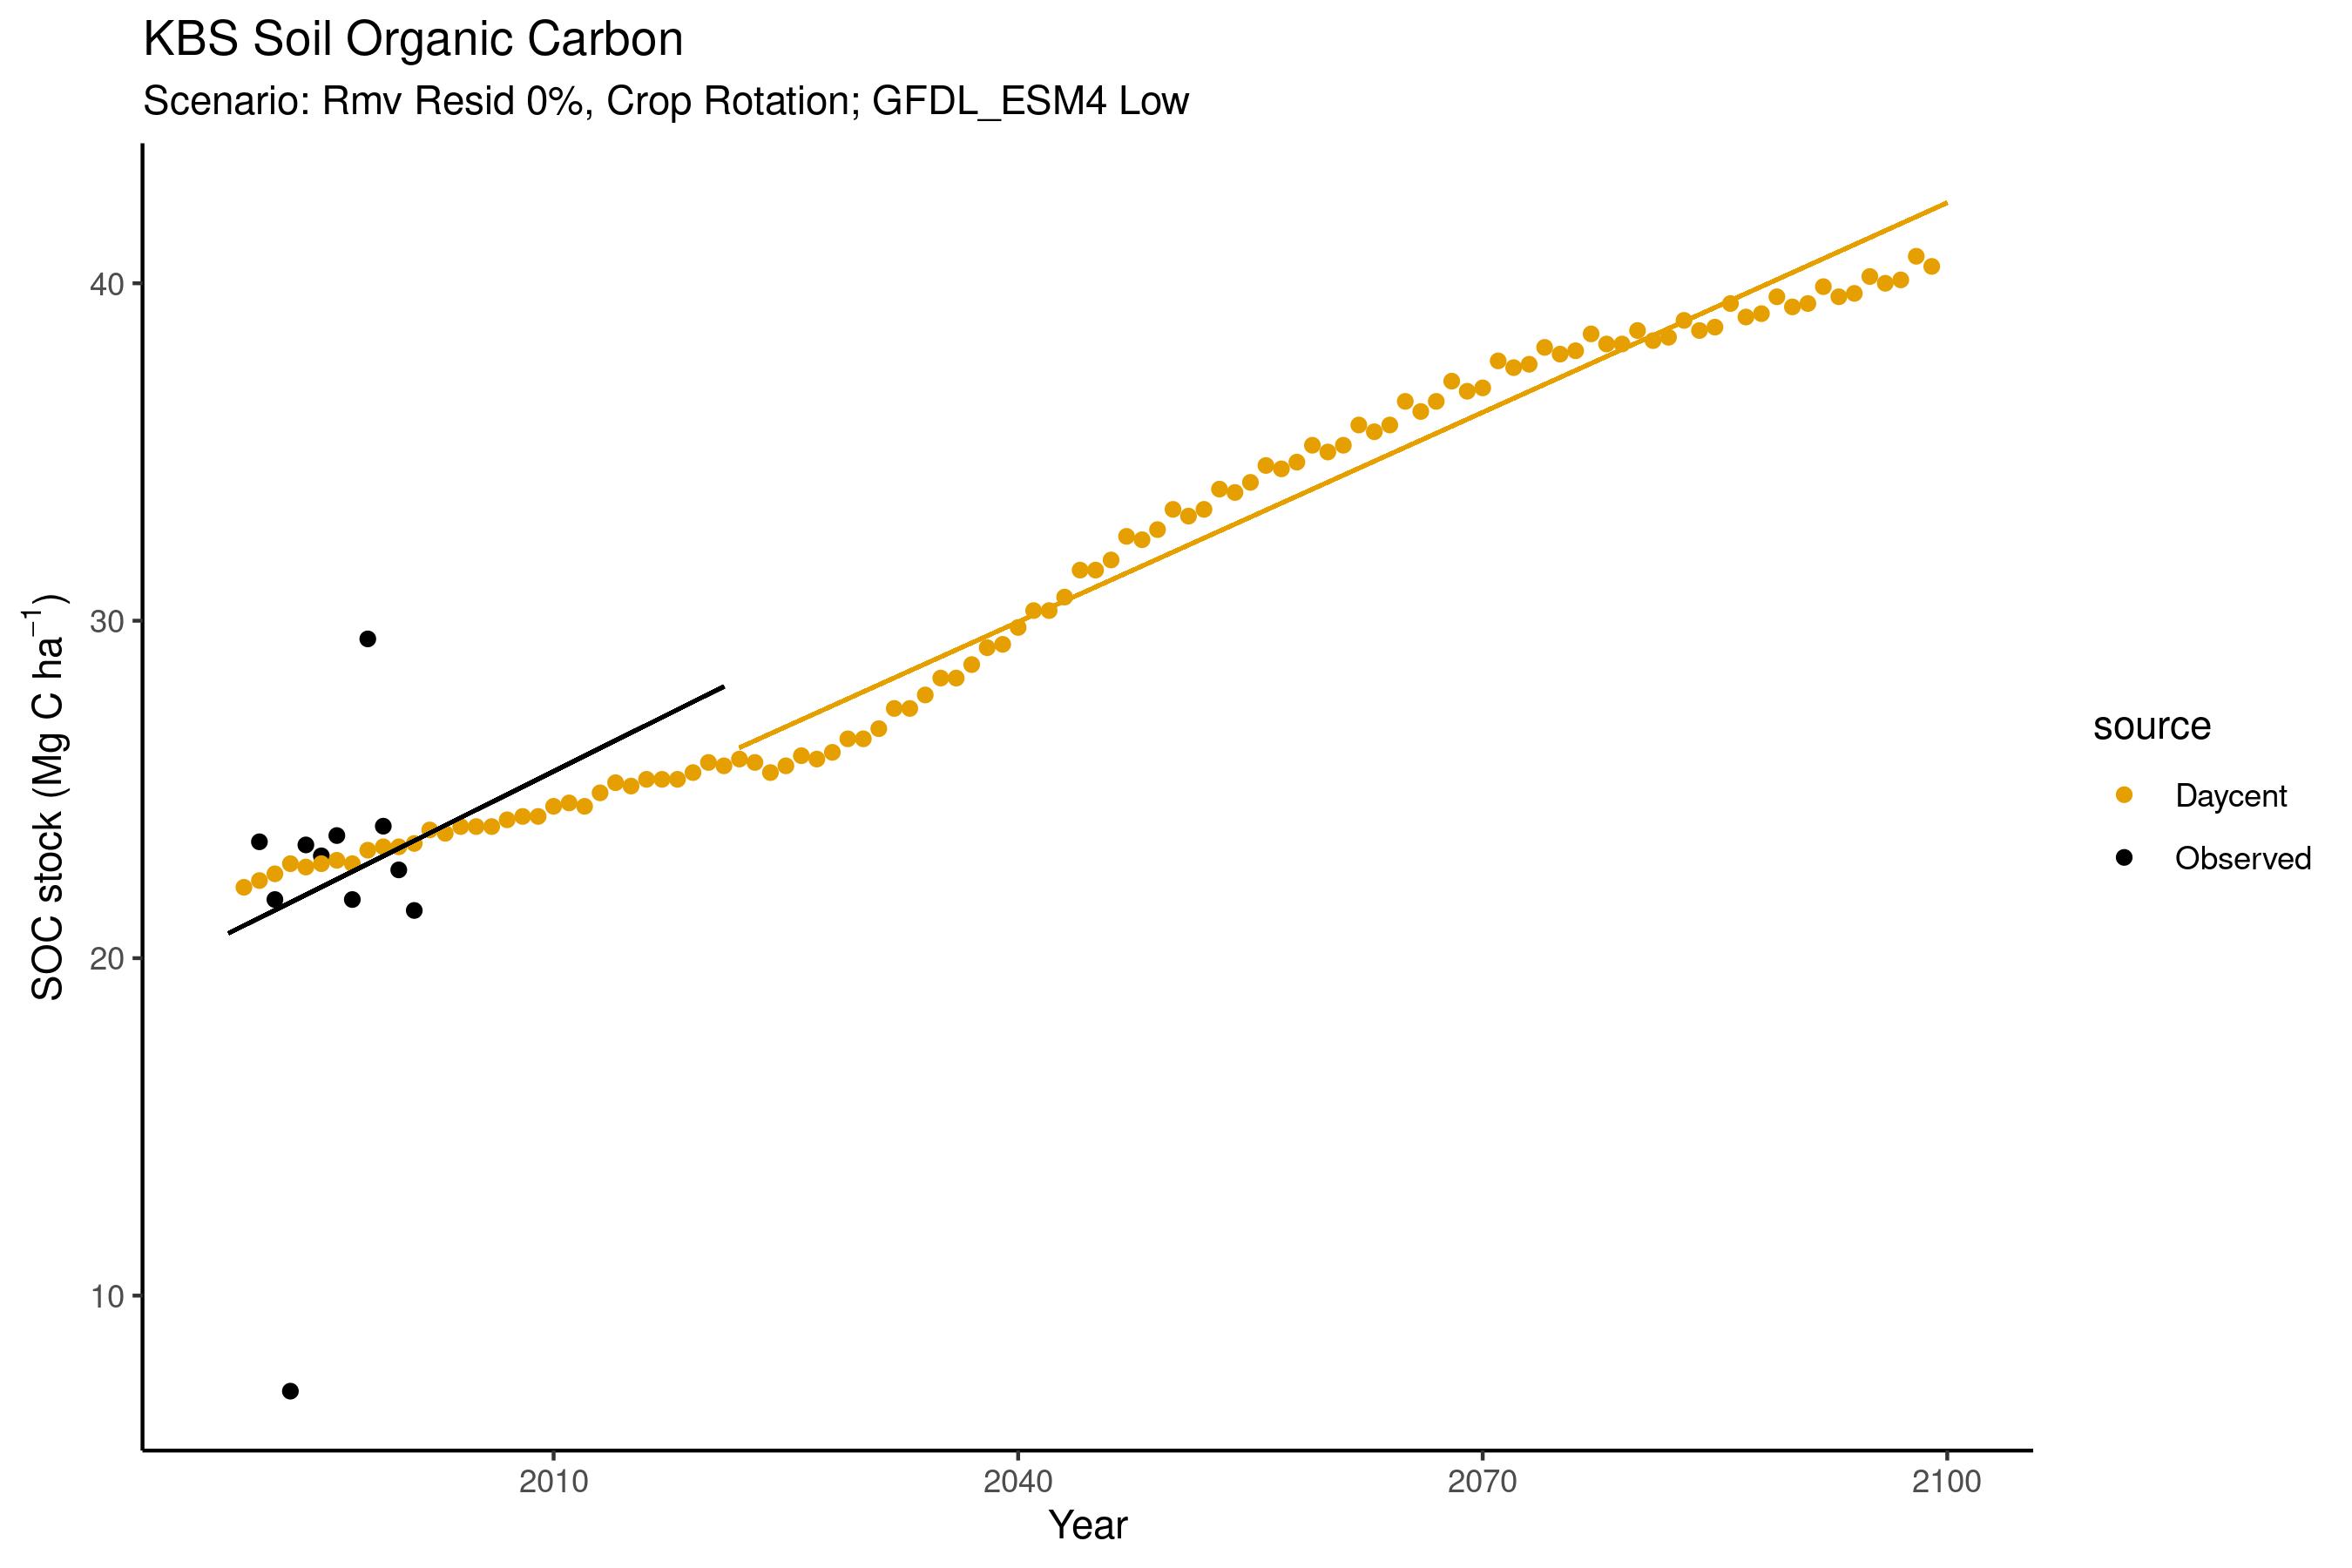 KBS Soil Organic Carbon
Scenario: Rmv Resid 0%, Crop Rotation; GFDL_ESM4 Low
SOC stock (Mg C ha⁻¹)
40
30
20
10
2010
2040
2070
2100
Year
source
Daycent
Observed